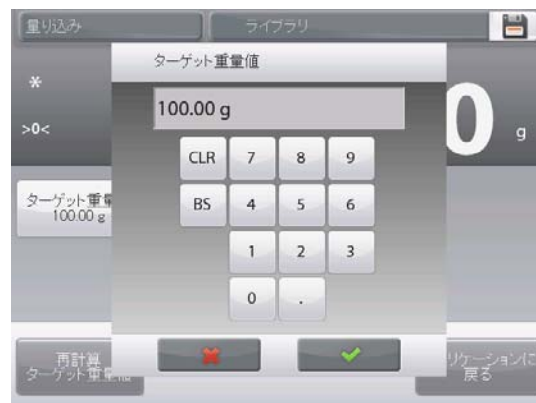 量り込み
ライブラリ
ターゲット重量値
*
100.00 g
>0<
0 g
CLR 7 8 9
ターゲット重量
100.00 g
BS 4 5 6
1 2 3
0 .
再計算
ターゲット重量値
リケーションに
戻る